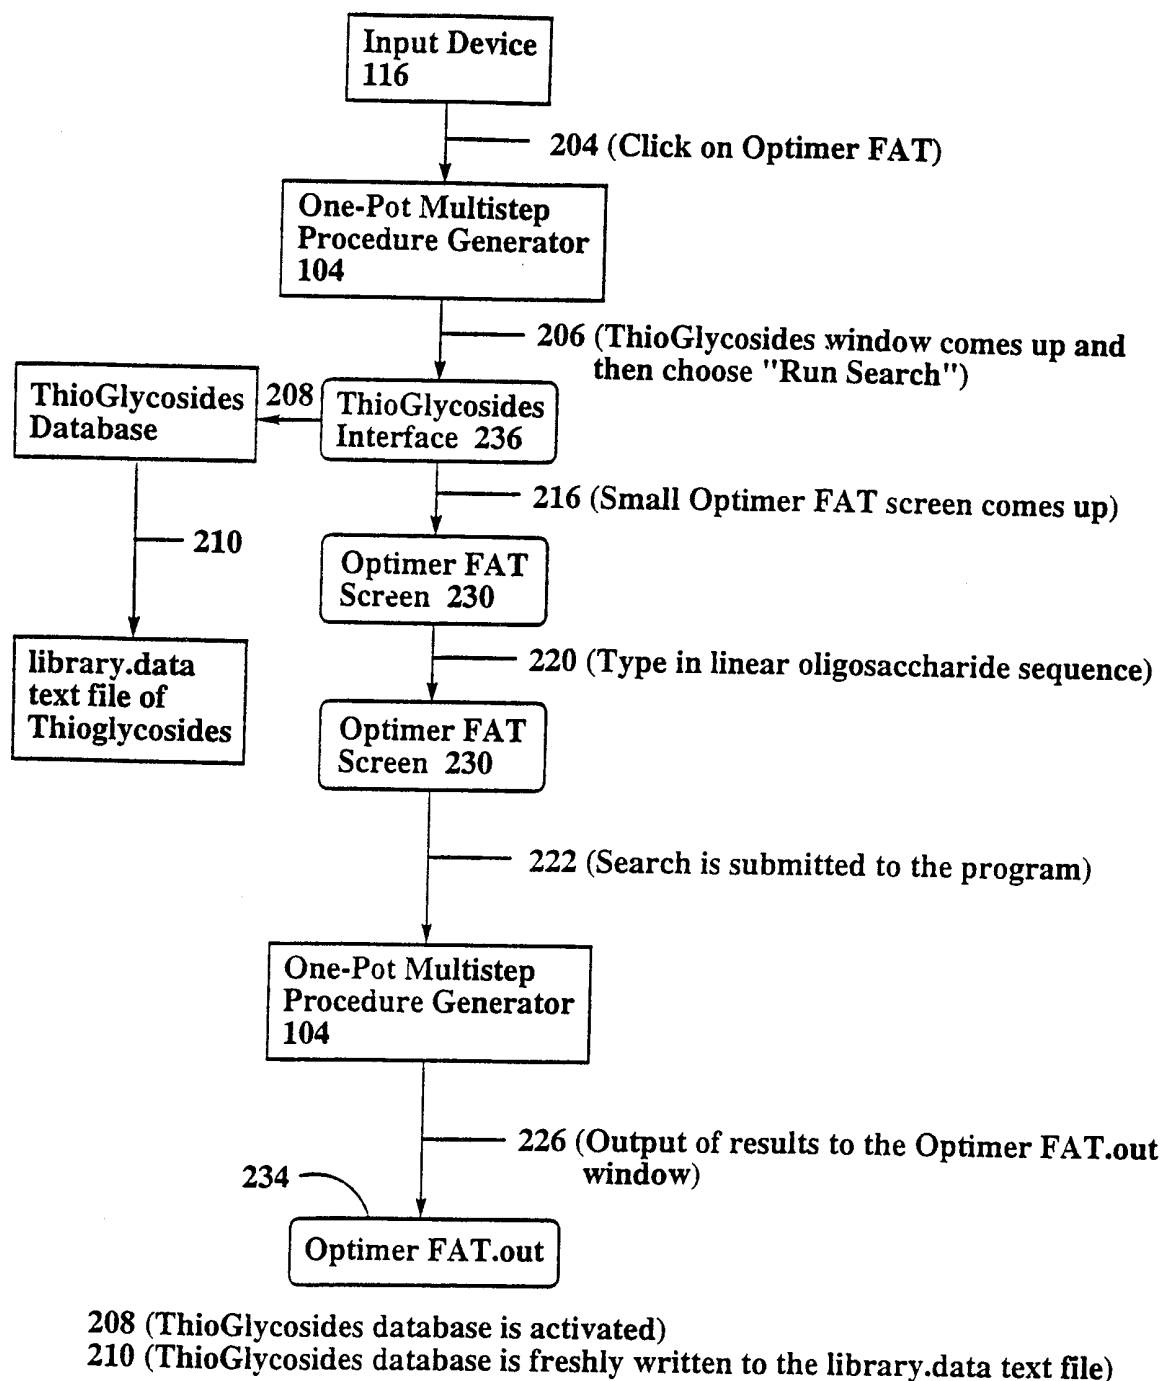 Input Device
116
204 (Click on Optimer FAT)
One-Pot Multistep
Procedure Generator
104
206 (ThioGlycosides window comes up and
then choose "Run Search")
ThioGlycosides
Database
208
ThioGlycosides
Interface 236
216 (Small Optimer FAT screen comes up)
210
Optimer FAT
Screen 230
library.data
text file of
Thioglycosides
220 (Type in linear oligosaccharide sequence)
Optimer FAT
Screen 230
222 (Search is submitted to the program)
One-Pot Multistep
Procedure Generator
104
226 (Output of results to the Optimer FAT.out
window)
234
Optimer FAT.out
208 (ThioGlycosides database is activated)
210 (ThioGlycosides database is freshly written to the library.data text file)